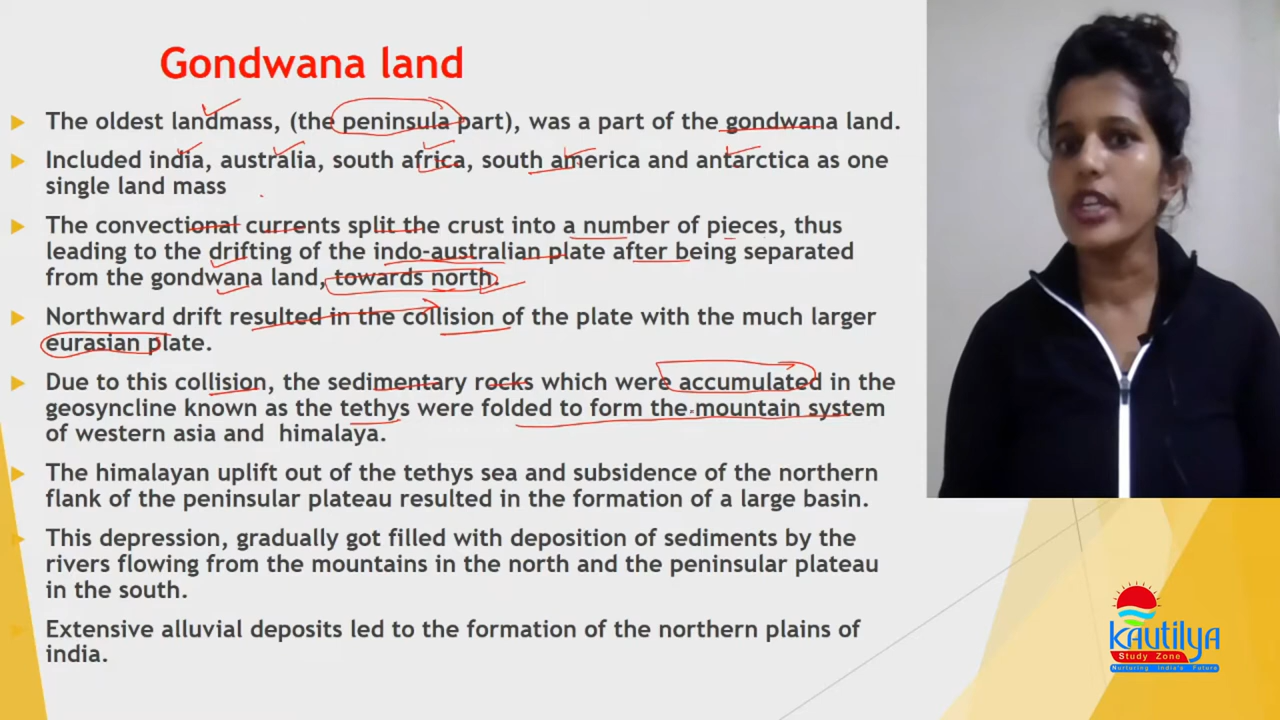 Gondwana land
The oldest landmass, (the peninsula part), was a part of the gondwana land.
Included india, australia, south africa, south america and antarctica as one
single land mass
The convectional currents split the crust into a number of pieces, thus
leading to the drifting of the indo-australian plate after being separated
from the gondwana land, towards north.
Northward drift resulted in the collision of the plate with the much larger
eurasian plate.
Due to this collision, the sedimentary rocks which were accumulated in the
geosyncline known as the tethys were folded to form the mountain system
of western asia and himalaya.
The himalayan uplift out of the tethys sea and subsidence of the northern
flank of the peninsular plateau resulted in the formation of a large basin.
This depression, gradually got filled with deposition of sediments by the
rivers flowing from the mountains in the north and the peninsular plateau
in the south.
Extensive alluvial deposits led to the formation of the northern plains of
india.
Kautilya
Study Zone
Nurturing India's Future